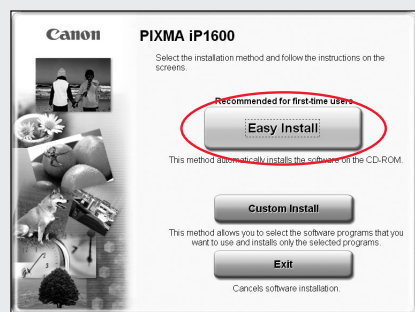 Canon
PIXMA iP1600
Select the installation method and follow the instructions on the
screens.
Recommended for first-time users
Easy Install
This method automatically installs the software on the CD-ROM.
Custom Install
This method allows you to select the software programs that you
want to use and installs only the selected programs.
Exit
Cancels software installation.